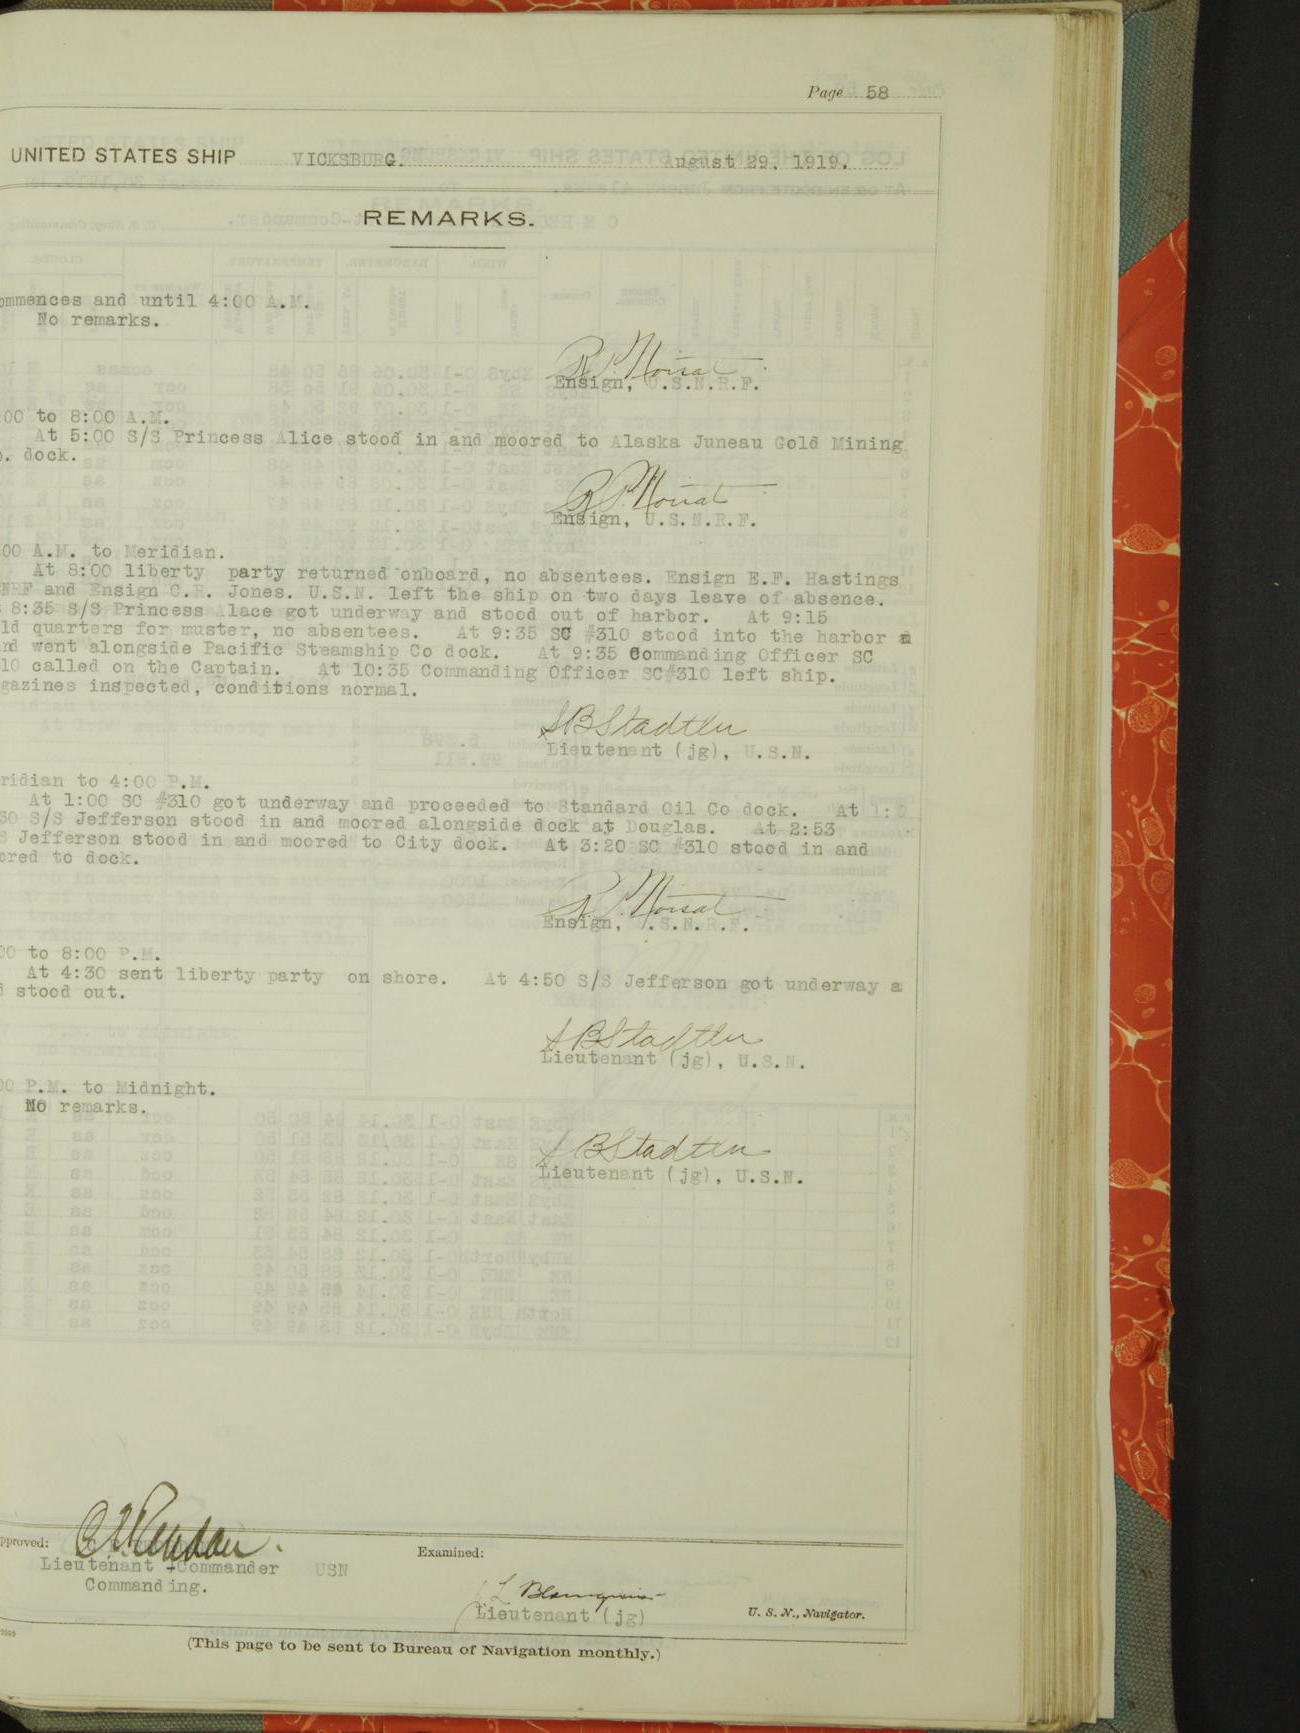 Page 58
UNITED STATES SHIP VICKSBURG. August 29, 1919.
REMARKS.
ommences and until 4:00 A.M.
No remarks.
Ensign, U.S.N.R.F.
00 to 8:00 A.M.
At 5:00 S/S Princess Alice stood in and moored to Alaska Juneau Gold Mining
o. dock.
Ensign, U.S.N.R.F.
00 A.M. to Meridian.
At 8:00 liberty party returned onboard, no absentees. Ensign E.F. Hastings
NRF and Ensign C.R. Jones. U.S.N. left the ship on two days leave of absence.
8:35 S/S Princess Alace got underway and stood out of harbor. At 9:15
ld quarters for muster, no absentees. At 9:35 SC #310 stood into the harbor a
nd went alongside Pacific Steamship Co dock. At 9:35 Commanding Officer SC
10 called on the Captain. At 10:35 Commanding Officer SC#310 left ship.
gazines inspected, conditions normal.
S B Stadtler
Lieutenant (jg), U.S.N.
ridian to 4:00 P.M.
At 1:00 SC #310 got underway and proceeded to Standard Oil Co dock. At 1:0
30 S/S Jefferson stood in and moored alongside dock at Douglas. At 2:53
S Jefferson stood in and moored to City dock. At 3:20 SC #310 stood in and
ored to dock.
Ensign, U.S.N.R.F.
00 to 8:00 P.M.
At 4:30 sent liberty party on shore. At 4:50 S/S Jefferson got underway a
d stood out.
S B Stadtler
Lieutenant (jg), U.S.N.
00 P.M. to Midnight.
No remarks.
S B Stadtler
Lieutenant (jg), U.S.N.
pproved:
Lieutenant Commander USN
Commanding.
Examined:
Lieutenant (jg) U. S. N., Navigator.
(This page to be sent to Bureau of Navigation monthly.)